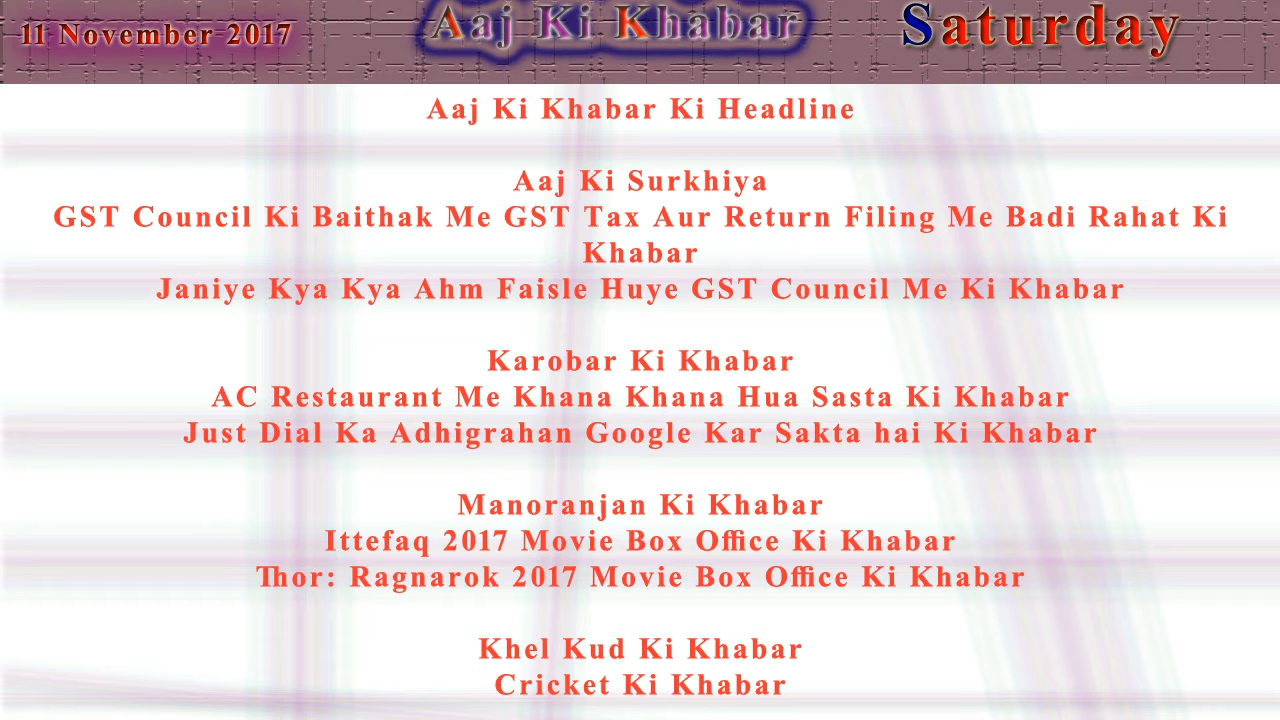 11 November 2017
Aaj Ki Khabar
Saturday
Aaj Ki Khabar Ki Headline
Aaj Ki Surkhiya
GST Council Ki Baithak Me GST Tax Aur Return Filing Me Badi Rahat Ki
Khabar
Janiye Kya Kya Ahm Faisle Huye GST Council Me Ki Khabar
Karobar Ki Khabar
AC Restaurant Me Khana Khana Hua Sasta Ki Khabar
Just Dial Ka Adhigrahan Google Kar Sakta hai Ki Khabar
Manoranjan Ki Khabar
Ittefaq 2017 Movie Box Office Ki Khabar
Thor: Ragnarok 2017 Movie Box Office Ki Khabar
Khel Kud Ki Khabar
Cricket Ki Khabar